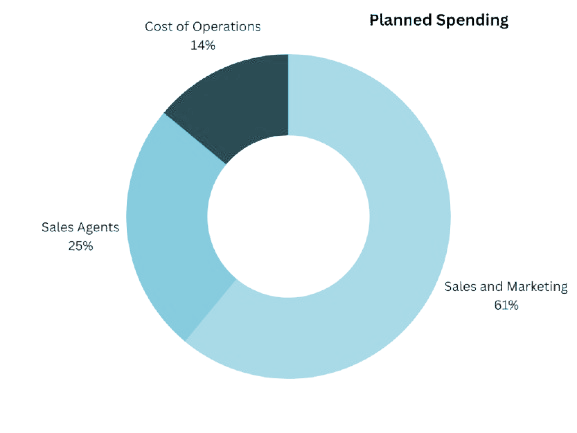 Planned Spending
Cost of Operations
14%
Sales Agents
25%
Sales and Marketing
61%